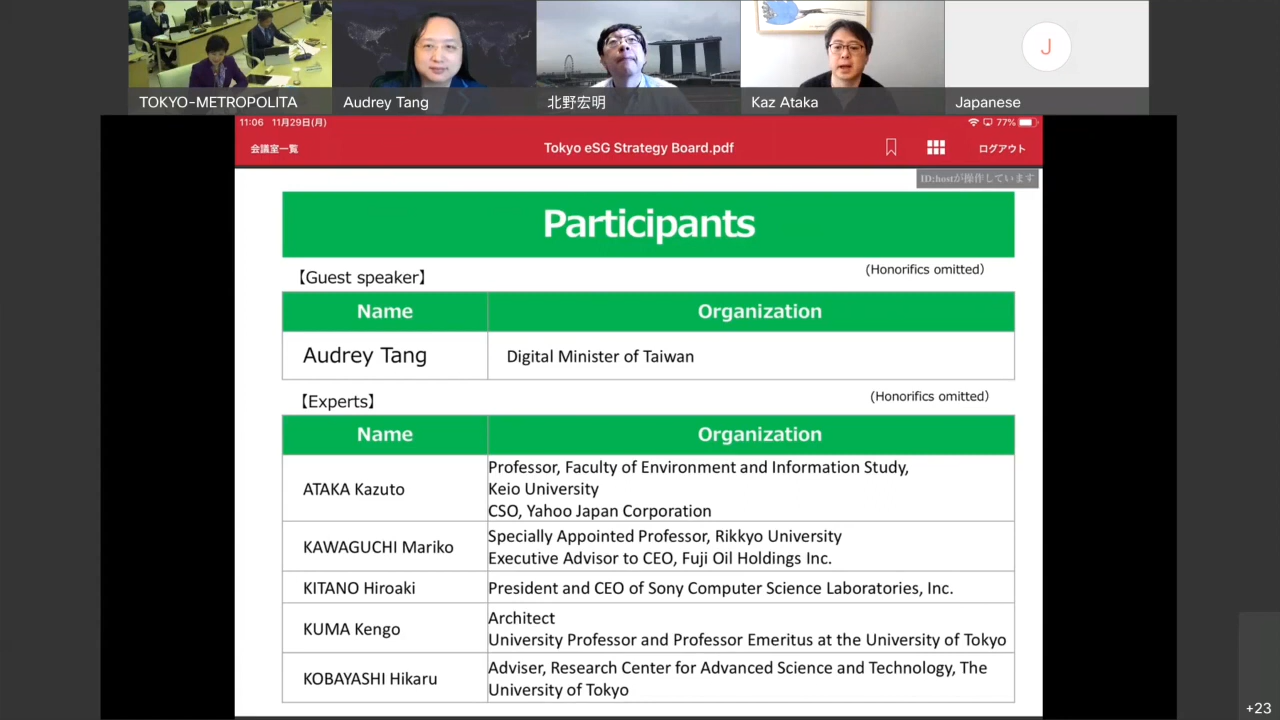 TOKYO-METROPOLITA
Audrey Tang
北野宏明
Kaz Ataka
J
Japanese
11:06 11月29日(月)
77%
会議室一覧
Tokyo eSG Strategy Board.pdf
ログアウト
ID:hostが操作しています
Participants
【Guest speaker】
(Honorifics omitted)
Name
Organization
Audrey Tang
Digital Minister of Taiwan
【Experts】
(Honorifics omitted)
Name
Organization
ATAKA Kazuto
Professor, Faculty of Environment and Information Study,
Keio University
CSO, Yahoo Japan Corporation
KAWAGUCHI Mariko
Specially Appointed Professor, Rikkyo University
Executive Advisor to CEO, Fuji Oil Holdings Inc.
KITANO Hiroaki
President and CEO of Sony Computer Science Laboratories, Inc.
KUMA Kengo
Architect
University Professor and Professor Emeritus at the University of Tokyo
KOBAYASHI Hikaru
Adviser, Research Center for Advanced Science and Technology, The
University of Tokyo
+23